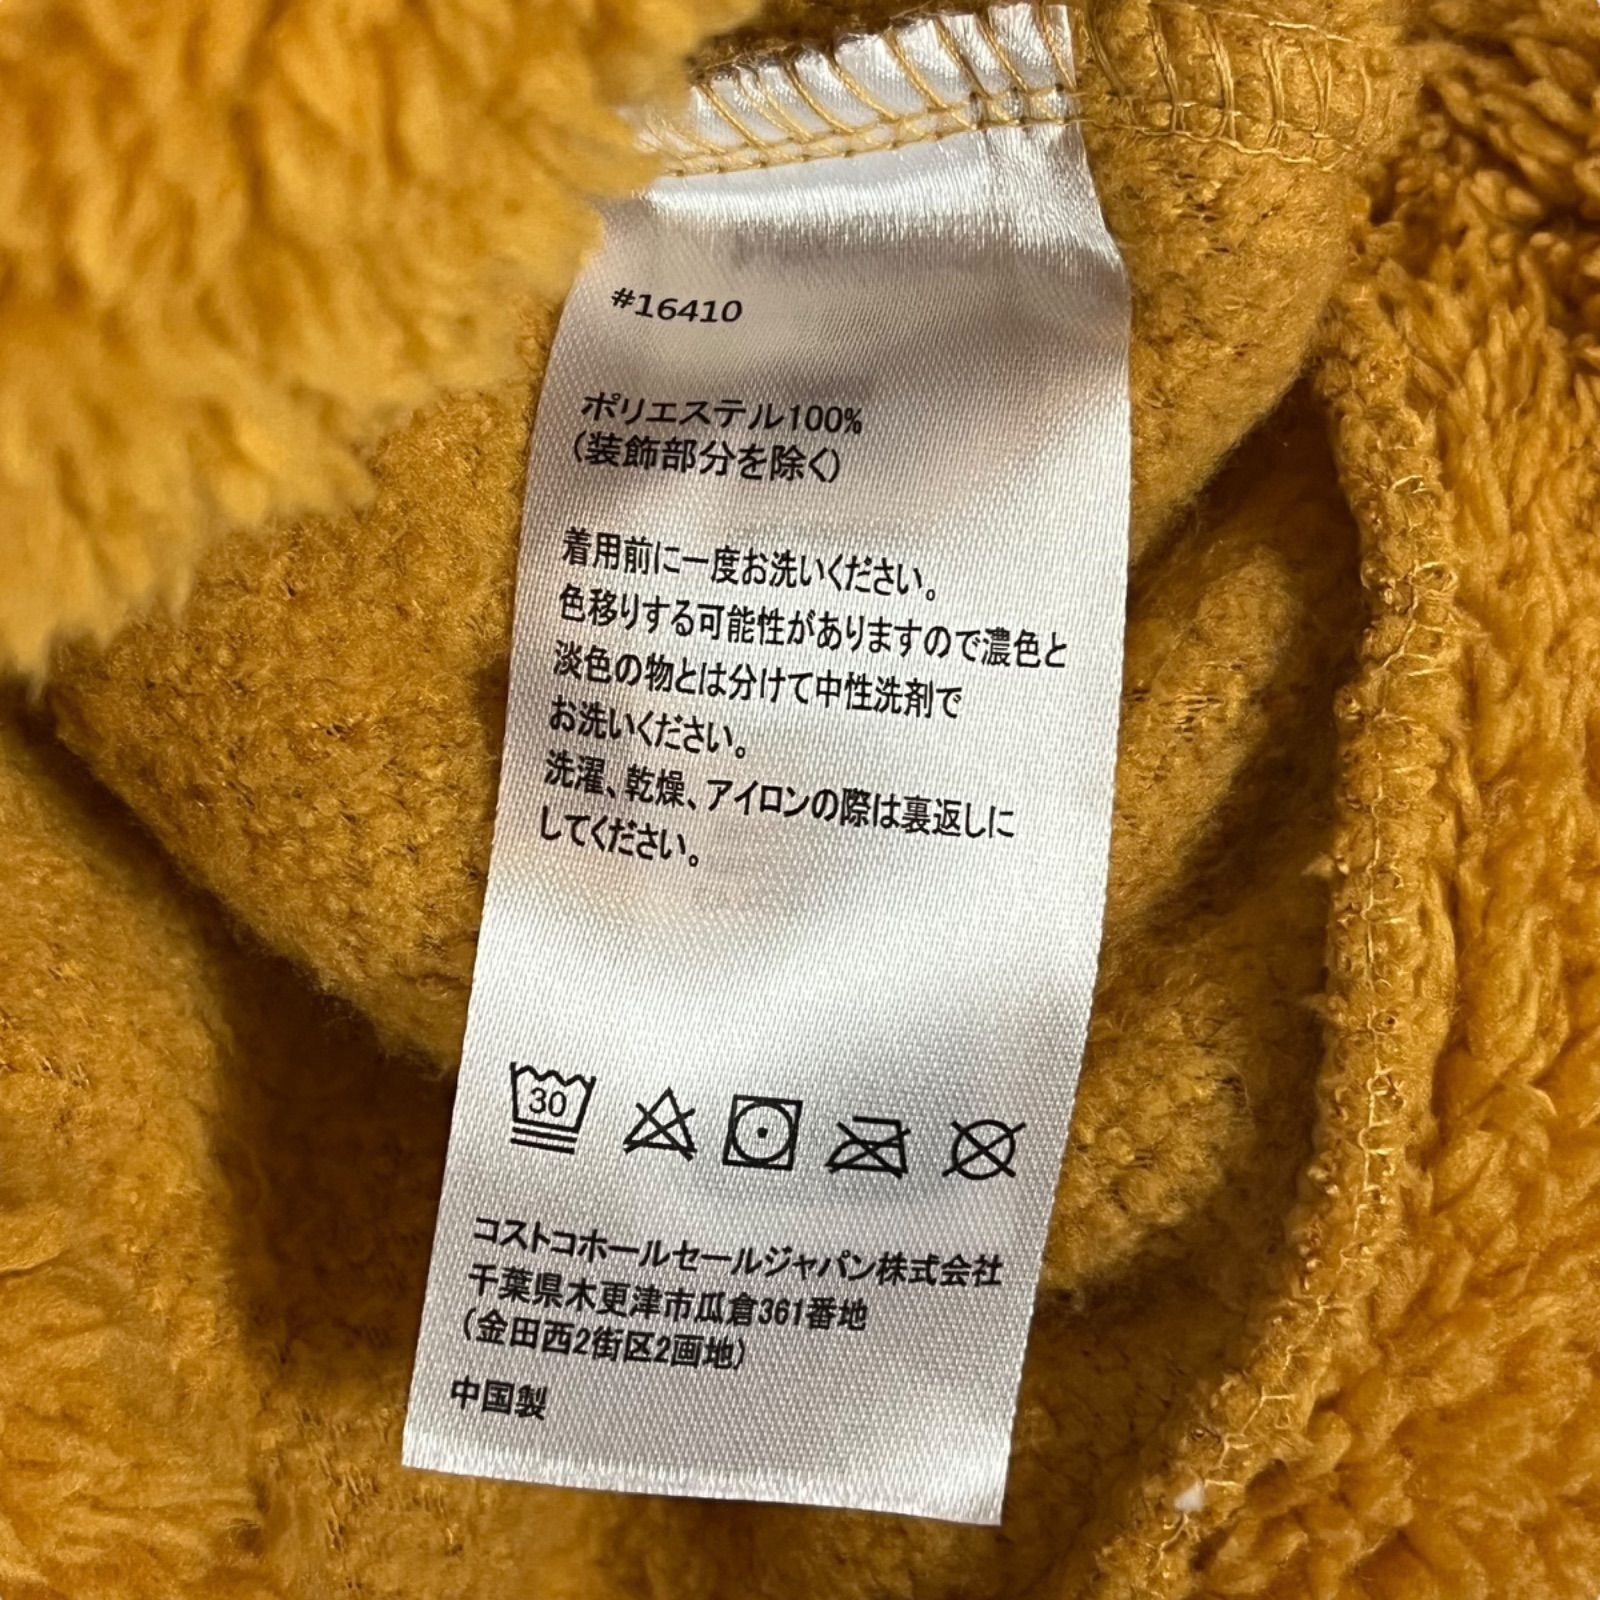 #16410
ポリエステル100%
(装飾部分を除く)
着用前に一度お洗いください。
色移りする可能性がありますので濃色と
淡色の物とは分けて中性洗剤で
お洗いください。
洗濯、乾燥、アイロンの際は裏返しに
してください。
30
コストコホールセールジャパン株式会社
千葉県木更津市瓜倉361番地
(金田西2街区2画地)
中国製